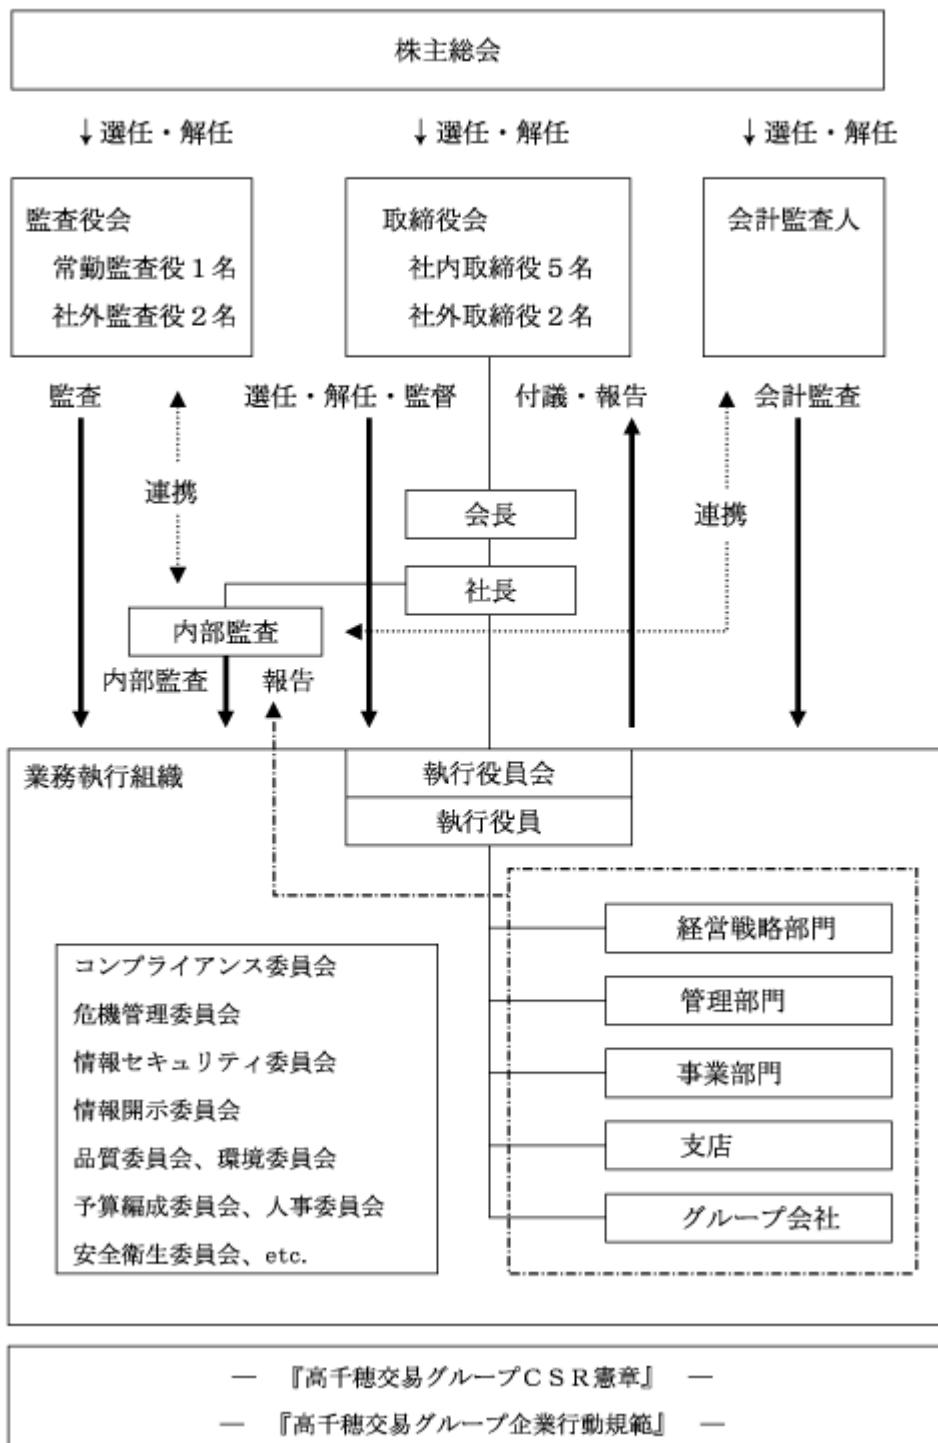 株主総会
↓選任・解任
↓選任・解任
↓選任・解任
監査役会
常勤監査役1名
社外監査役2名
取締役会
社内取締役5名
社外取締役2名
会計監査人
監査
選任・解任・監督
付議・報告
会計監査
連携
連携
会長
社長
内部監査
内部監査
報告
業務執行組織
執行役員会
執行役員
コンプライアンス委員会
危機管理委員会
情報セキュリティ委員会
情報開示委員会
品質委員会、環境委員会
予算編成委員会、人事委員会
安全衛生委員会、etc.
経営戦略部門
管理部門
事業部門
支店
グループ会社
― 『高千穂交易グループCSR憲章』 ―
― 『高千穂交易グループ企業行動規範』 ―